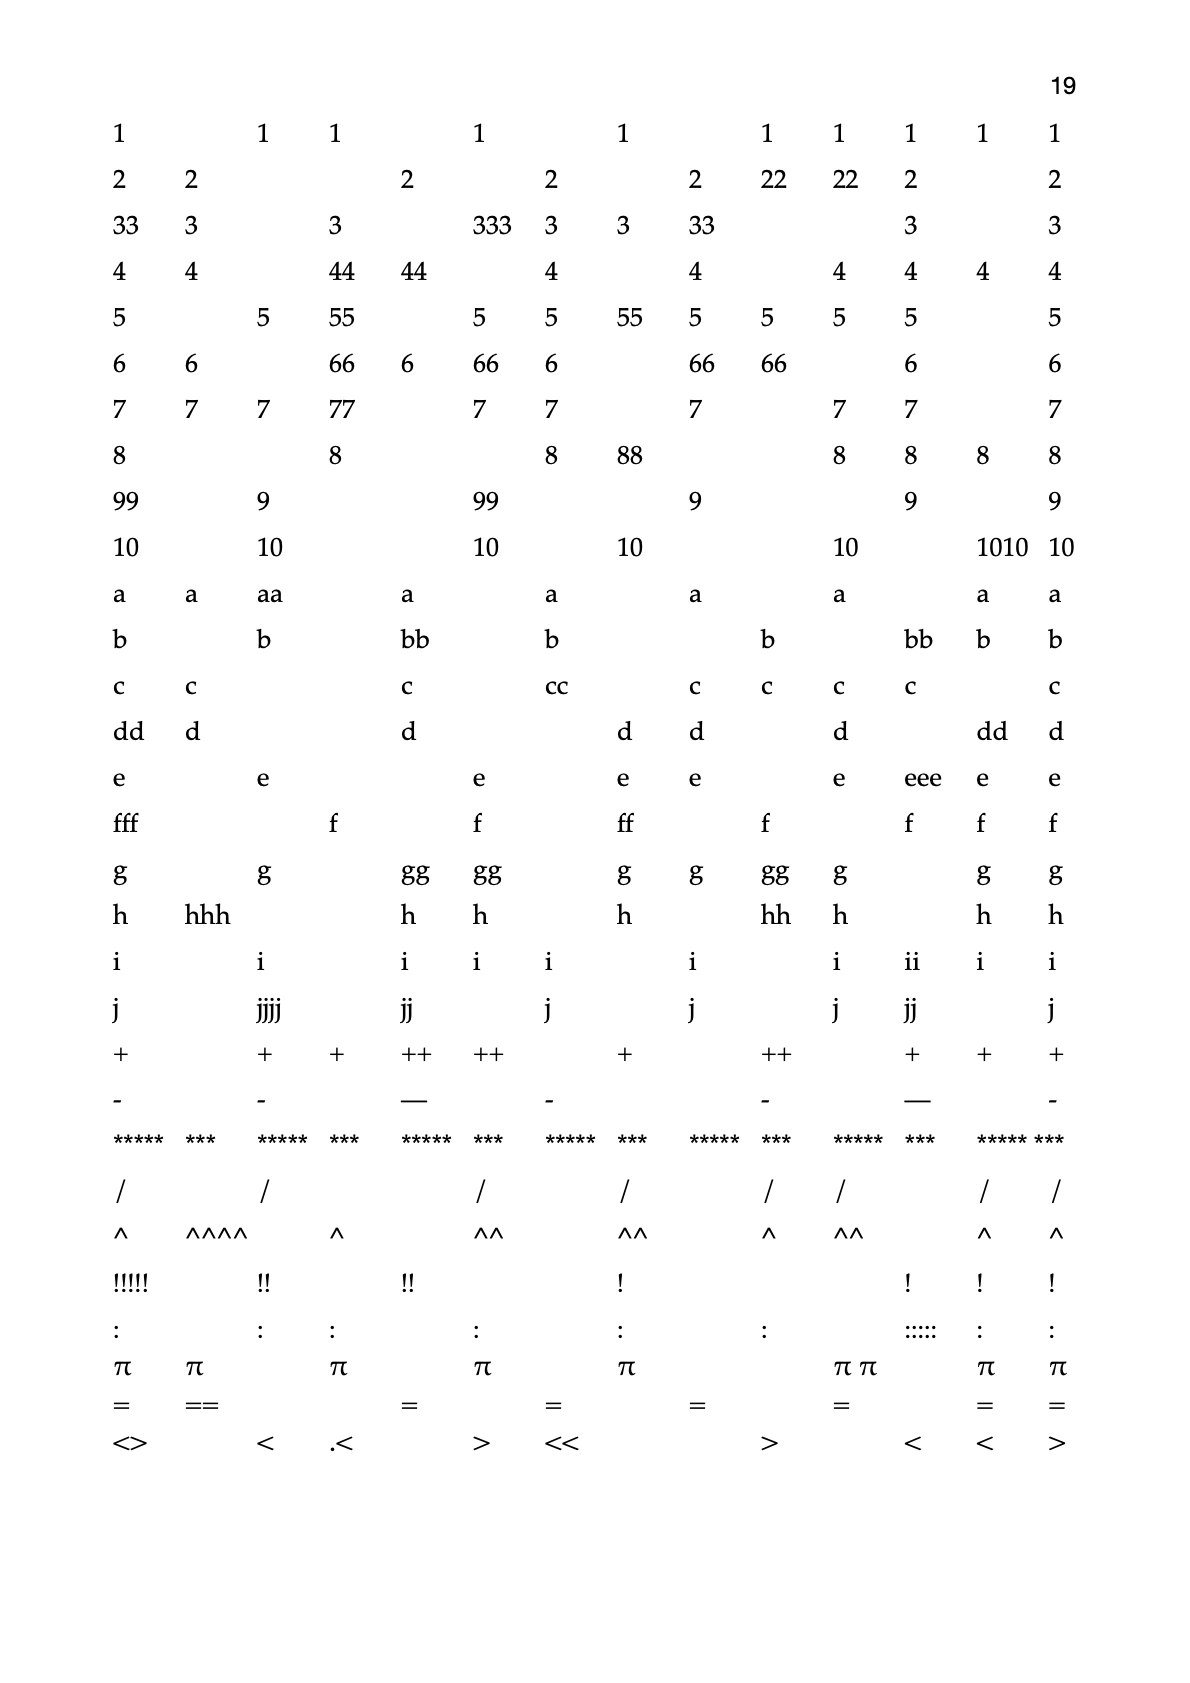 19
1 1 1 1 1 1 1 1 1 1
2 2 2 2 2 22 22 2 2
33 3 3 333 3 3 33 3 3
4 4 44 44 4 4 4 4 4 4
5 5 55 5 5 55 5 5 5 5 5
6 6 66 6 66 6 66 66 6 6
7 7 7 77 7 7 7 7 7 7
8 8 8 88 8 8 8 8
99 9 99 9 9 9
10 10 10 10 10 1010 10
a a aa a a a a a a
b b bb b b bb b b
c c c cc c c c c c
dd d d d d d dd d
e e e e e e eee e e
fff f f ff f f f f
g g gg gg g g gg g g g
h hhh h h h hh h h h
i i i i i i i ii i i
j jjjj jj j j j jj j
+ + + ++ ++ + ++ + + +
- - — - - — -
***** *** ***** *** ***** *** ***** *** ***** *** ***** *** ***** ***
/ / / / / / / /
^ ^^^^ ^ ^^ ^^ ^ ^^ ^ ^
!!!!! !! !! ! ! ! !
: : : : : : ::::: : :
π π π π π π π π π
= == = = = = = =
<> < .< > << > < < >